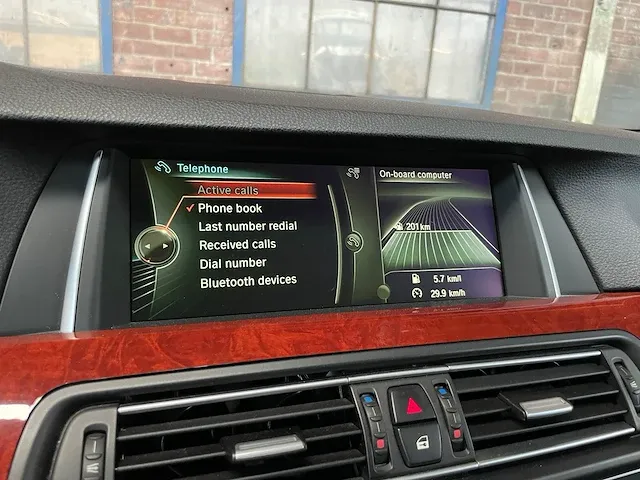 Telephone
Active calls
Phone book
Last number redial
Received calls
Dial number
Bluetooth devices
On-board computer
201 km
5.7 km/l
29.9 km/h